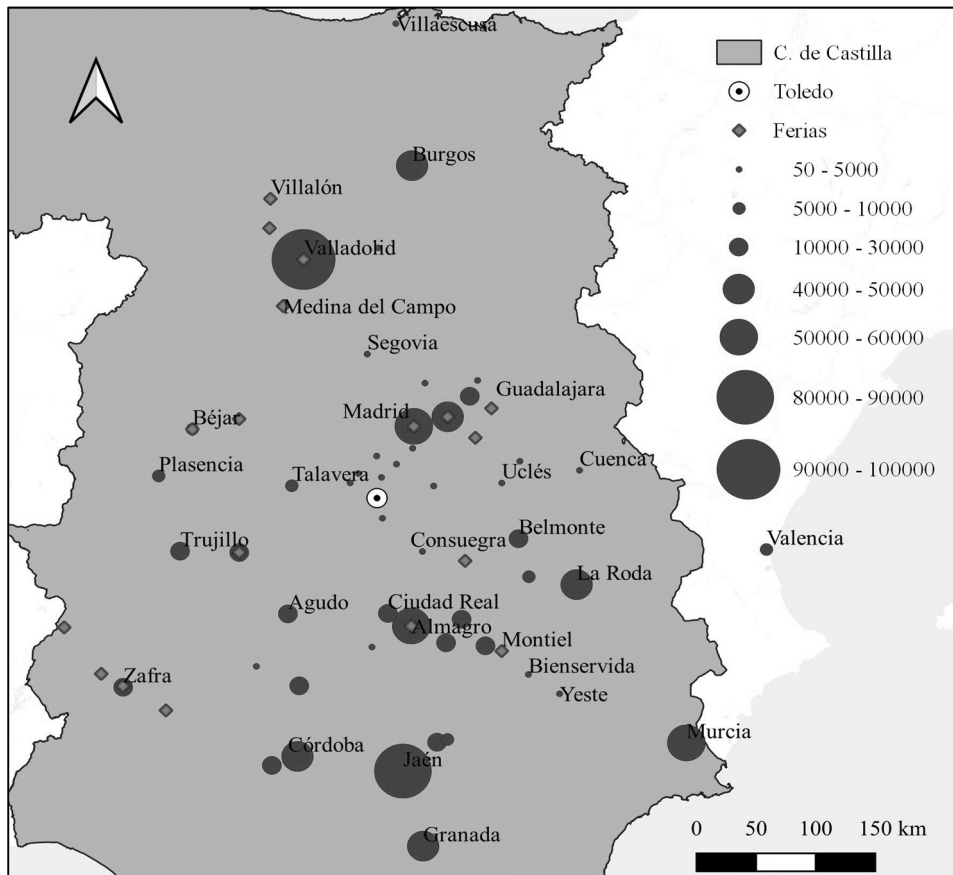 Villaescusa
C. de Castilla
Toledo
Ferias
Burgos
50 - 5000
Villalón
5000 - 10000
Valladolid
10000 - 30000
40000 - 50000
Medina del Campo
50000 - 60000
Segovia
Guadalajara
80000 - 90000
Madrid
Béjar
Plasencia
Talavera
Uclés
Cuenca
90000 - 100000
Belmonte
Trujillo
Consuegra
Valencia
La Roda
Agudo
Ciudad Real
Almagro
Montiel
Bienservida
Zafra
Yeste
Murcia
Córdoba
Jaén
Granada
0 50 100 150 km